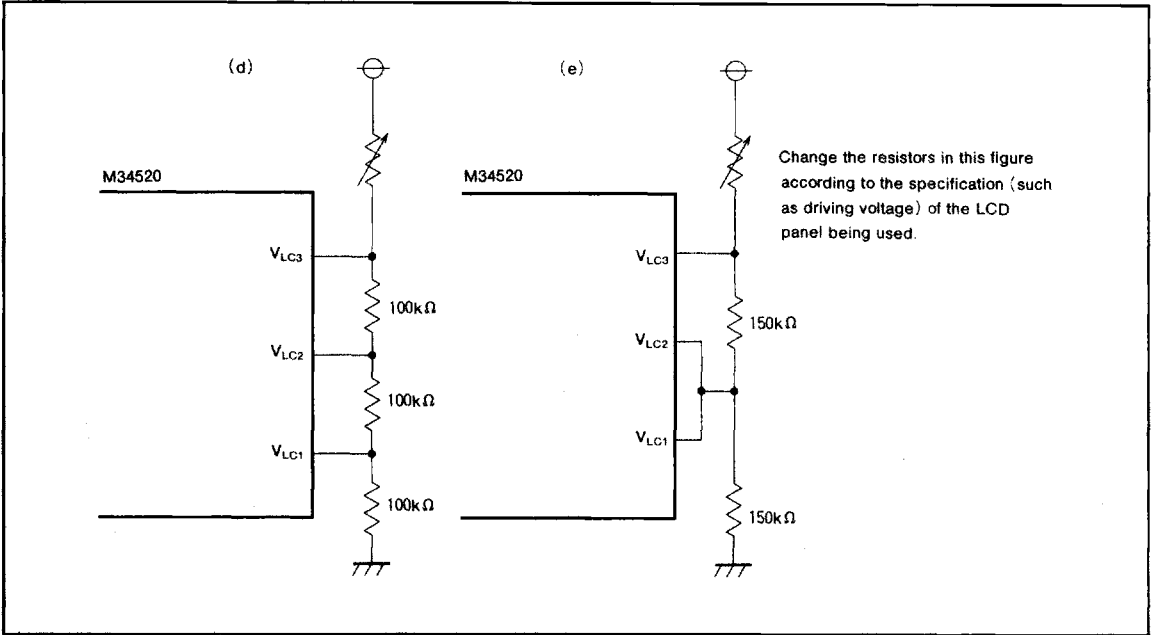 (d)
M34520
VLC3
100kΩ
VLC2
100kΩ
VLC1
100kΩ
(e)
M34520
VLC3
150kΩ
VLC2
VLC1
150kΩ
Change the resistors in this figure
according to the specification (such
as driving voltage) of the LCD
panel being used.